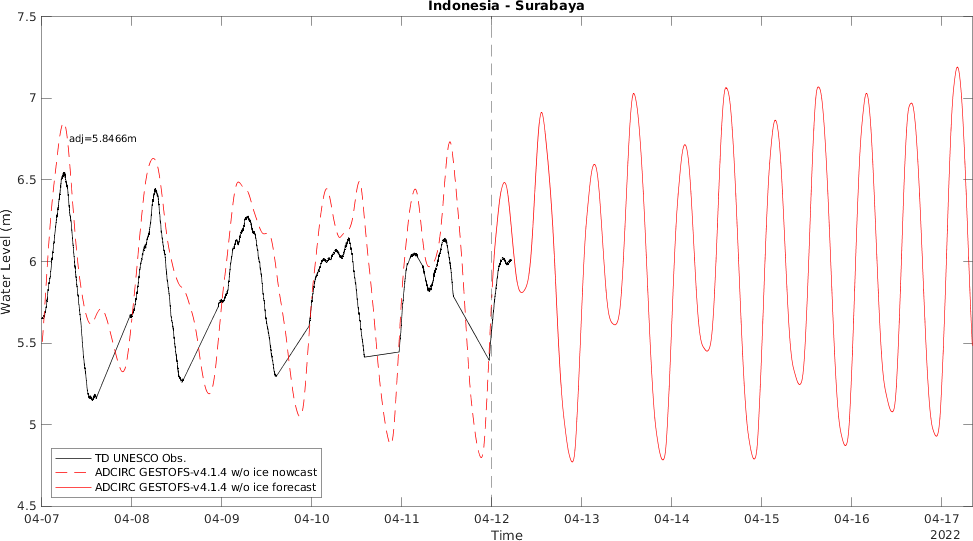 Indonesia - Surabaya
7.5
7
6.5
6
5.5
5
4.5
Water Level (m)
adj=5.8466m
TD UNESCO Obs.
ADCIRC GESTOFS-v4.1.4 w/o ice nowcast
ADCIRC GESTOFS-v4.1.4 w/o ice forecast
04-07 04-08 04-09 04-10 04-11 04-12 04-13 04-14 04-15 04-16 04-17
Time
2022